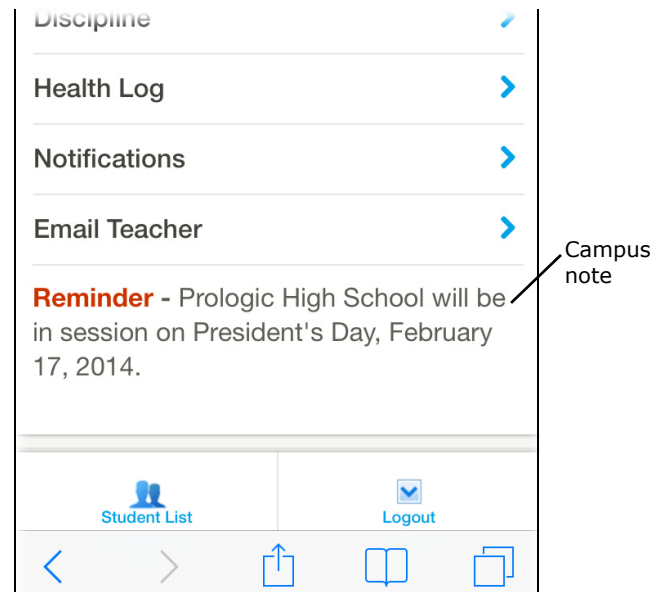 Discipline
Health Log
Notifications
Email Teacher
Reminder - Prologic High School will be
in session on President's Day, February
17, 2014.
Campus
note
Student List
Logout